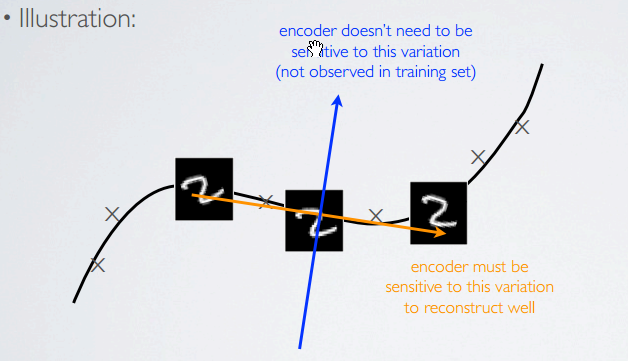 • Illustration:
encoder doesn't need to be
sensitive to this variation
(not observed in training set)
encoder must be
sensitive to this variation
to reconstruct well